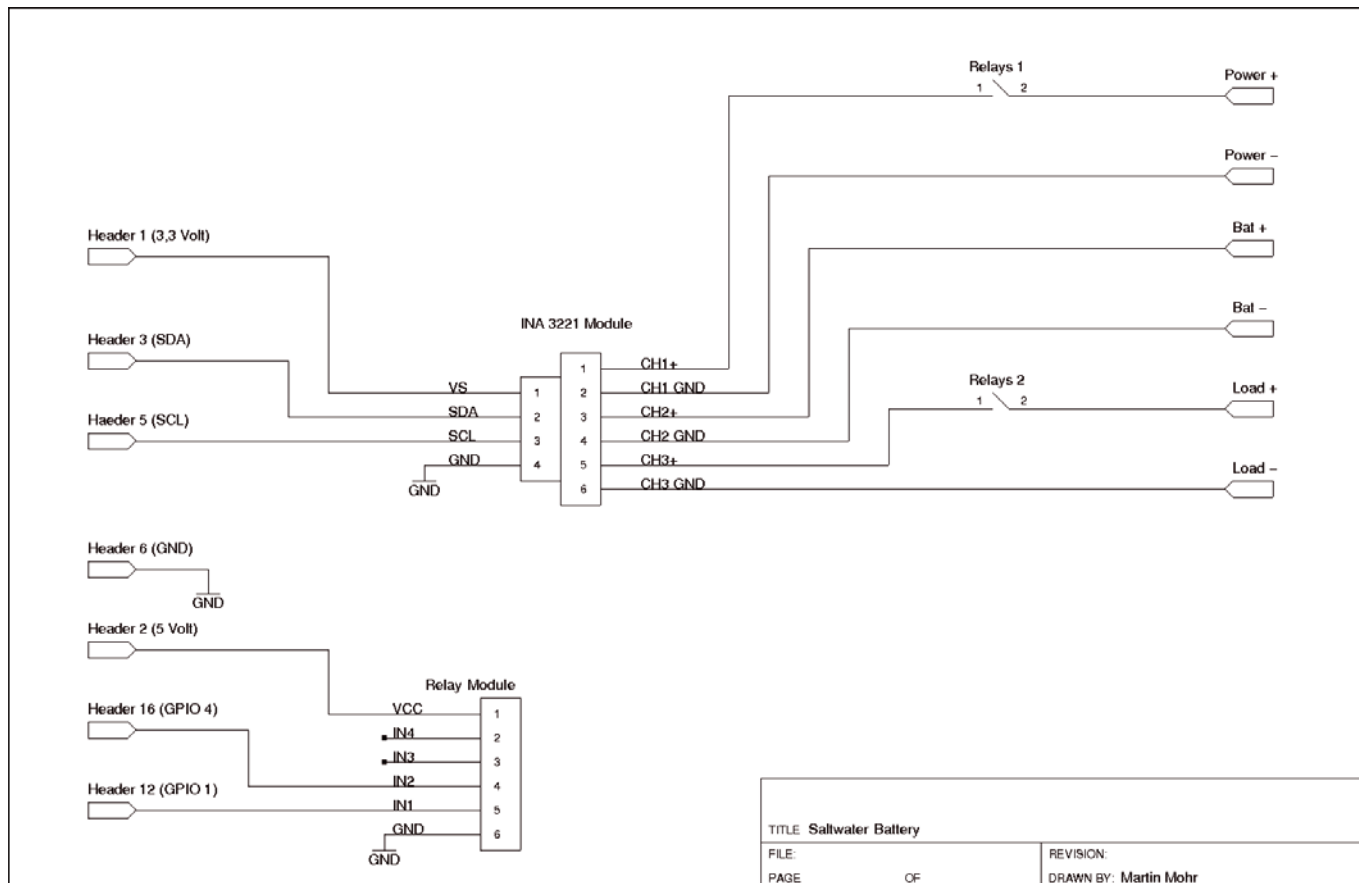 Relays 1
1 2
Power +
Power –
Bat +
Bat –
Relays 2
1 2
Load +
Load –
Header 1 (3,3 Volt)
Header 3 (SDA)
Haeder 5 (SCL)
INA 3221 Module
VS
SDA
SCL
GND
GND
1
2
3
4
1
2
3
4
5
6
CH1+
CH1 GND
CH2+
CH2 GND
CH3+
CH3 GND
Header 6 (GND)
GND
Header 2 (5 Volt)
Header 16 (GPIO 4)
Header 12 (GPIO 1)
Relay Module
VCC
IN4
IN3
IN2
IN1
GND
GND
1
2
3
4
5
6
TITLE Saltwater Battery
FILE: REVISION:
PAGE OF DRAWN BY: Martin Mohr